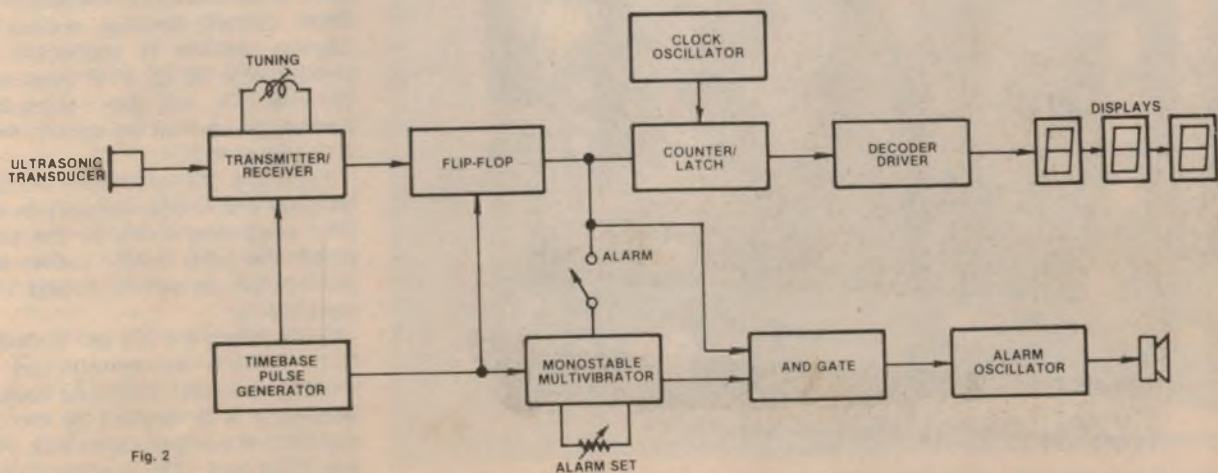 CLOCK
OSCILLATOR
TUNING
DISPLAYS
ULTRASONIC
TRANSDUCER
TRANSMITTER/
RECEIVER
FLIP-FLOP
COUNTER/
LATCH
DECODER
DRIVER
ALARM
TIMEBASE
PULSE
GENERATOR
MONOSTABLE
MULTIVIBRATOR
AND GATE
ALARM
OSCILLATOR
Fig. 2
ALARM SET